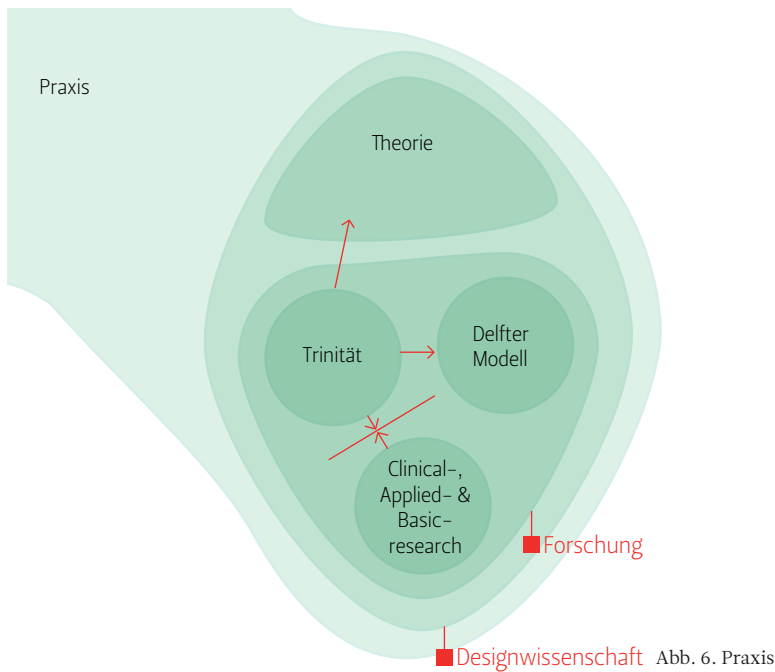 Praxis
Theorie
Trinität
Delfter
Modell
Clinical–,
Applied– &
Basic–
research
Forschung
Designwissenschaft
Abb. 6. Praxis